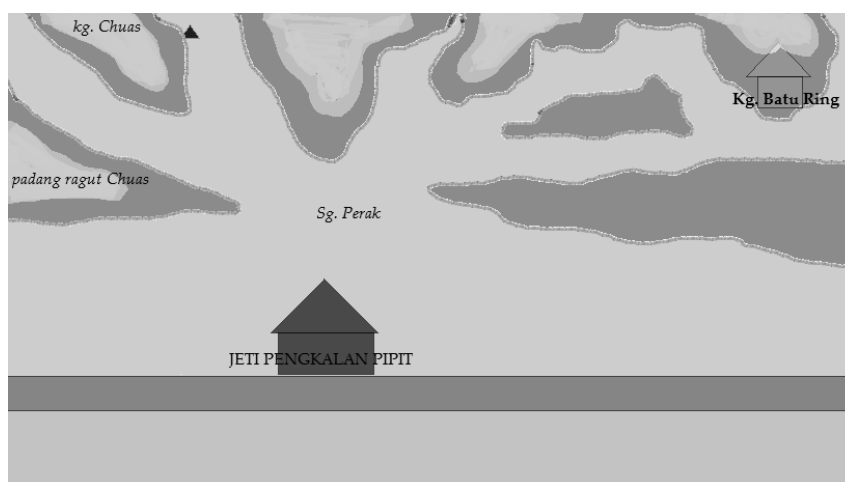 kg. Chuas
Kg. Batu Ring
padang ragut Chuas
Sg. Perak
JETI PENGKALAN PIPIT